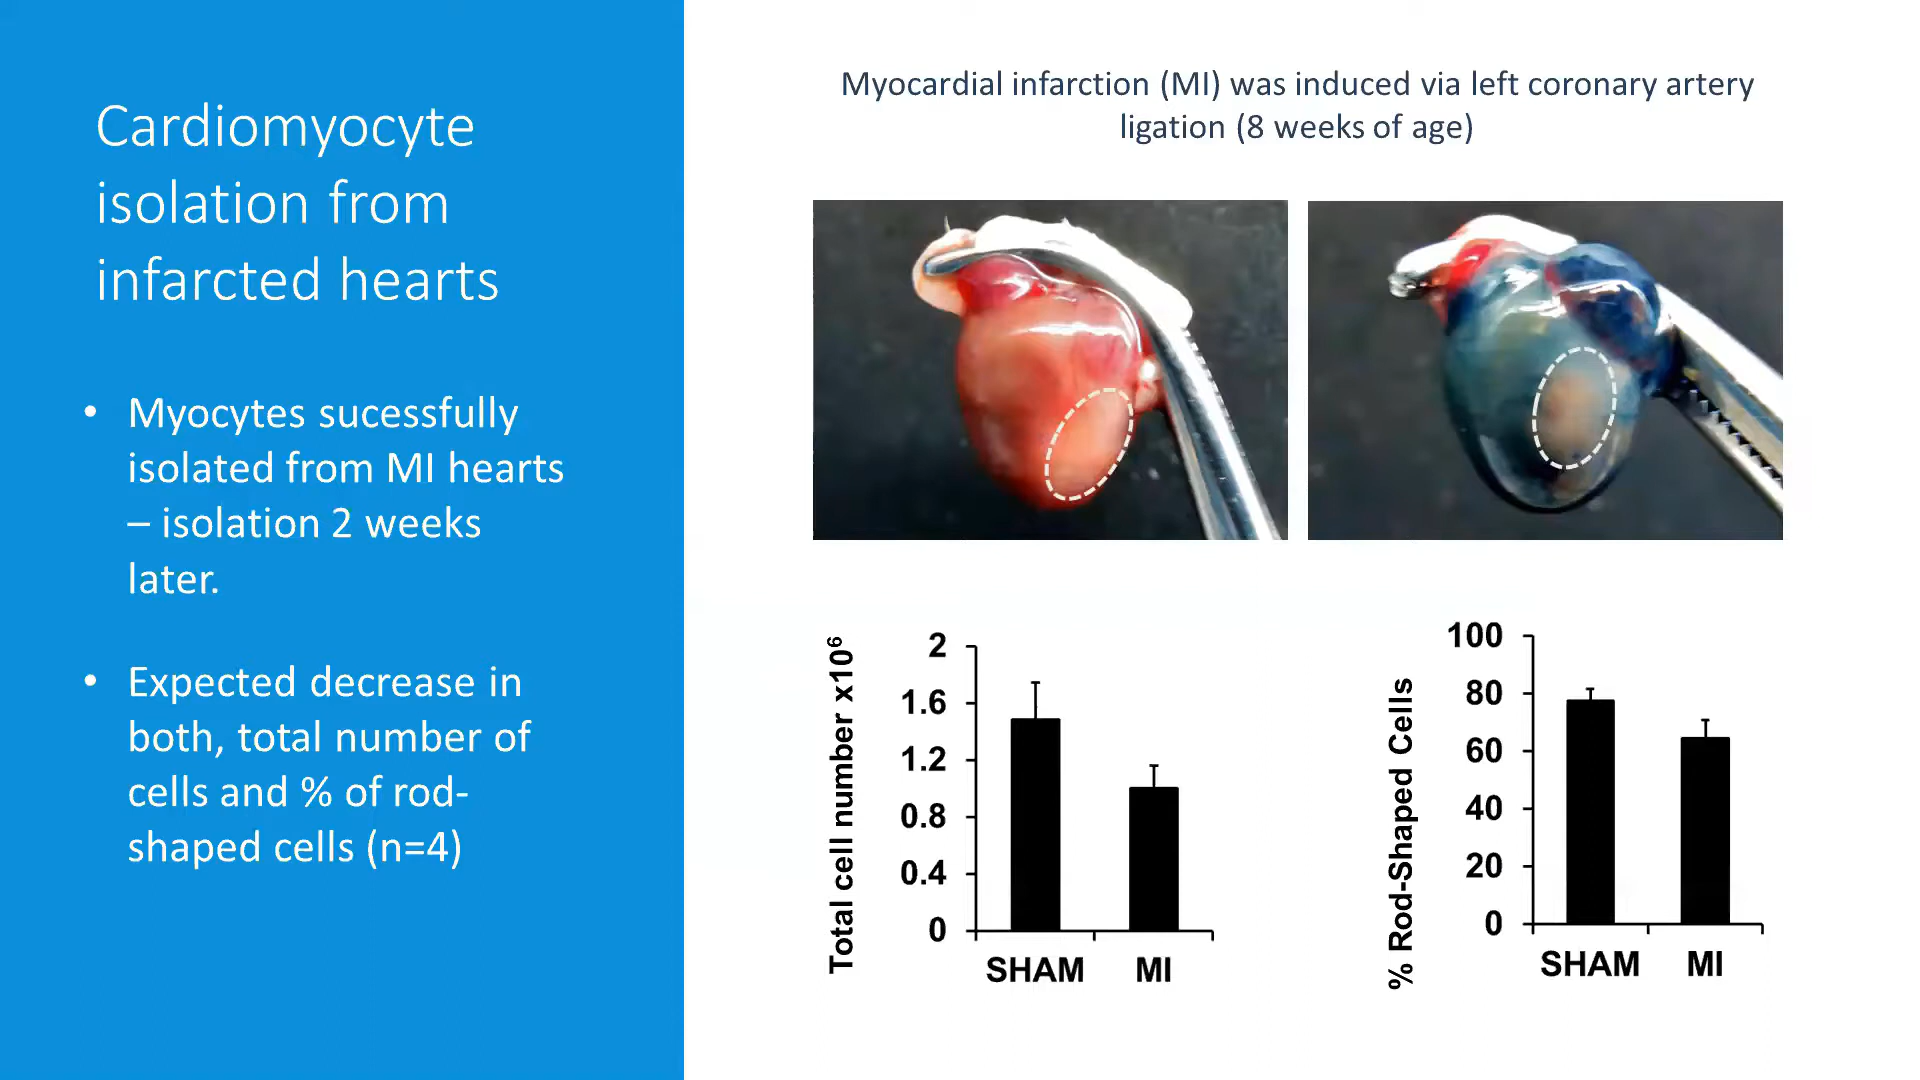 Cardiomyocyte
isolation from
infarcted hearts
• Myocytes sucessfully
isolated from MI hearts
– isolation 2 weeks
later.
• Expected decrease in
both, total number of
cells and % of rod-
shaped cells (n=4)
Myocardial infarction (MI) was induced via left coronary artery
ligation (8 weeks of age)
Total cell number x10⁶
2
1.6
1.2
0.8
0.4
0
SHAM MI
% Rod-Shaped Cells
100
80
60
40
20
0
SHAM MI